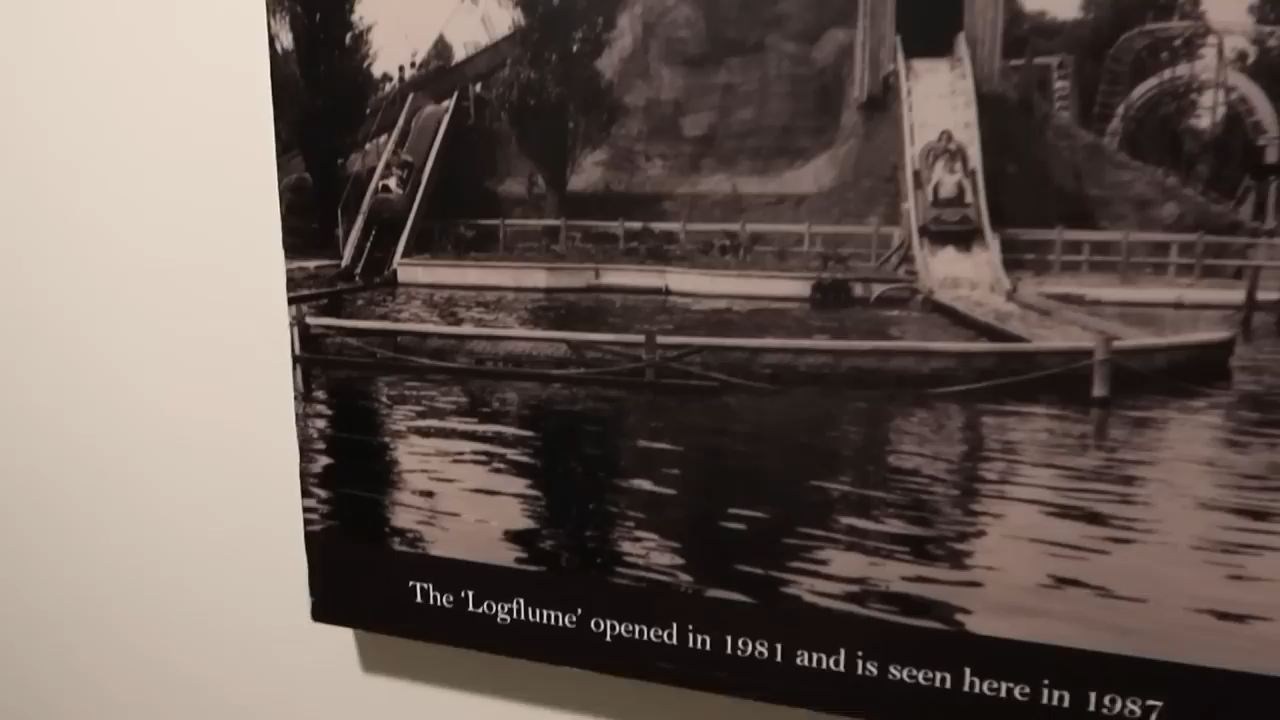 The ‘Logflume’ opened in 1981 and is seen here in 1987